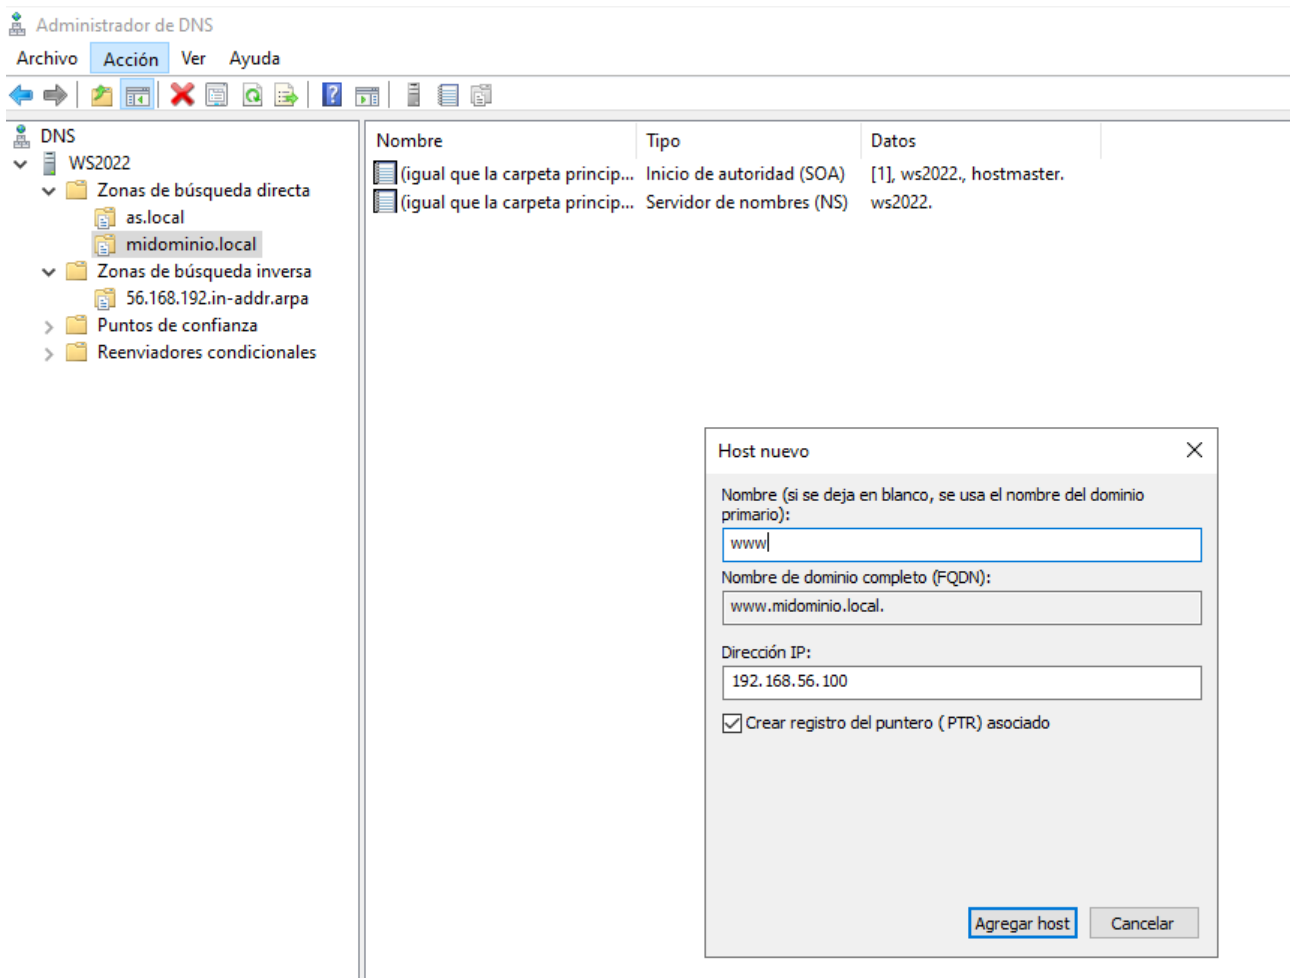 Administrador de DNS
Archivo Acción Ver Ayuda
DNS
WS2022
Zonas de búsqueda directa
as.local
midominio.local
Zonas de búsqueda inversa
56.168.192.in-addr.arpa
Puntos de confianza
Reenviadores condicionales
Nombre Tipo Datos
(igual que la carpeta princip... Inicio de autoridad (SOA) [1], ws2022., hostmaster.
(igual que la carpeta princip... Servidor de nombres (NS) ws2022.
Host nuevo
Nombre (si se deja en blanco, se usa el nombre del dominio
primario):
www
Nombre de dominio completo (FQDN):
www.midominio.local.
Dirección IP:
192.168.56.100
Crear registro del puntero (PTR) asociado
Agregar host Cancelar